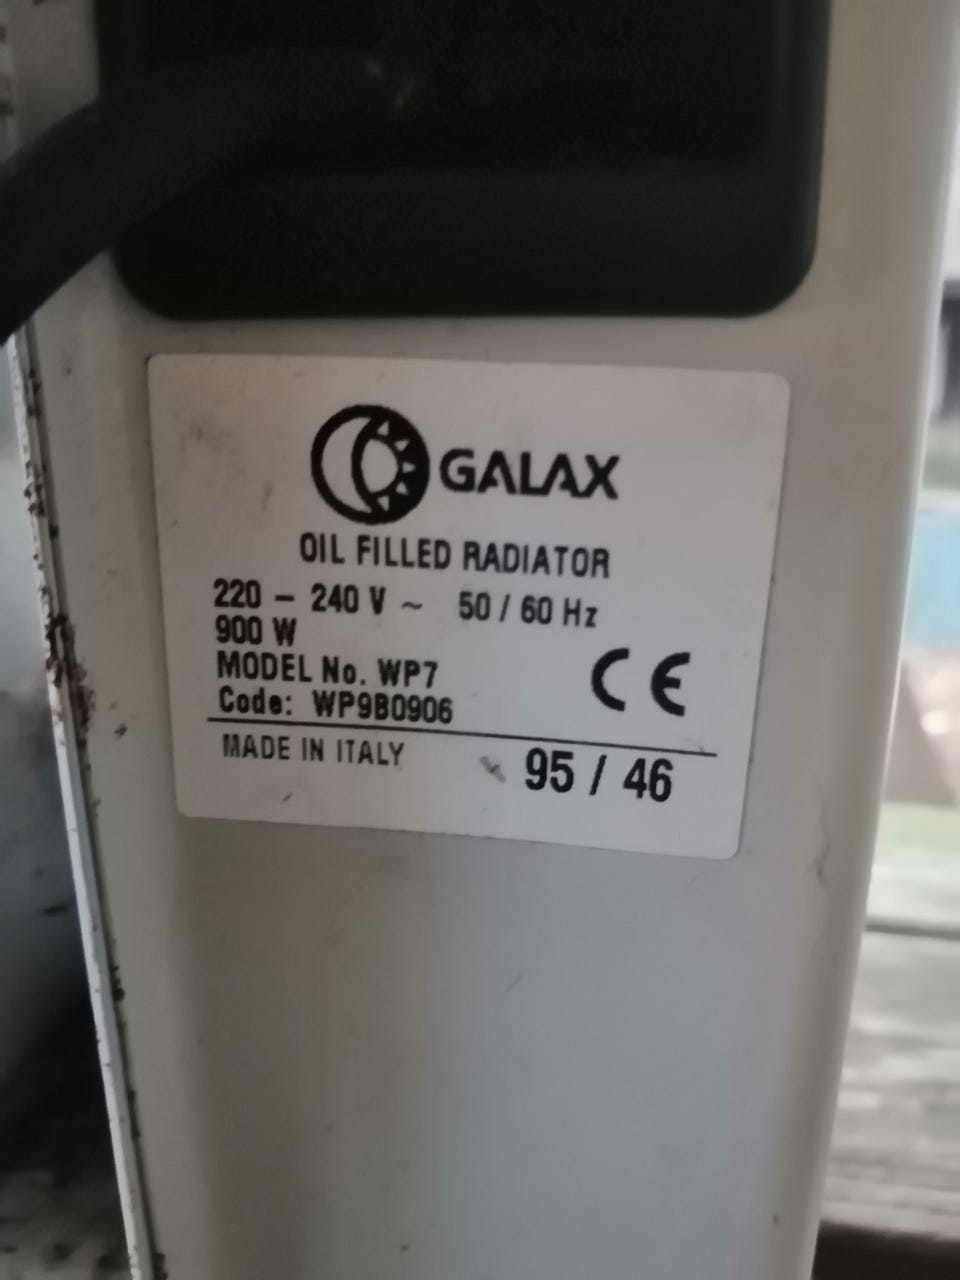 GALAX
OIL FILLED RADIATOR
220 - 240 V ~ 50 / 60 Hz
900 W
MODEL No. WP7
Code: WP9B0906
CE
MADE IN ITALY
95 / 46